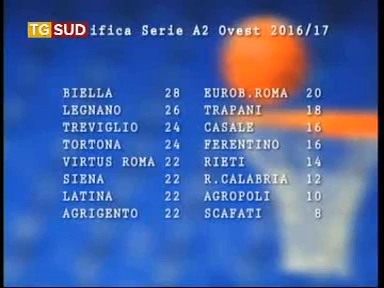 TG SUD ifica Serie A2 Ovest 2016/17
BIELLA 28 EUROB.ROMA 20
LEGNANO 26 TRAPANI 18
TREVIGLIO 24 CASALE 16
TORTONA 24 FERENTINO 16
VIRTUS ROMA 22 RIETI 14
SIENA 22 R.CALABRIA 12
LATINA 22 AGROPOLI 10
AGRIGENTO 22 SCAFATI 8